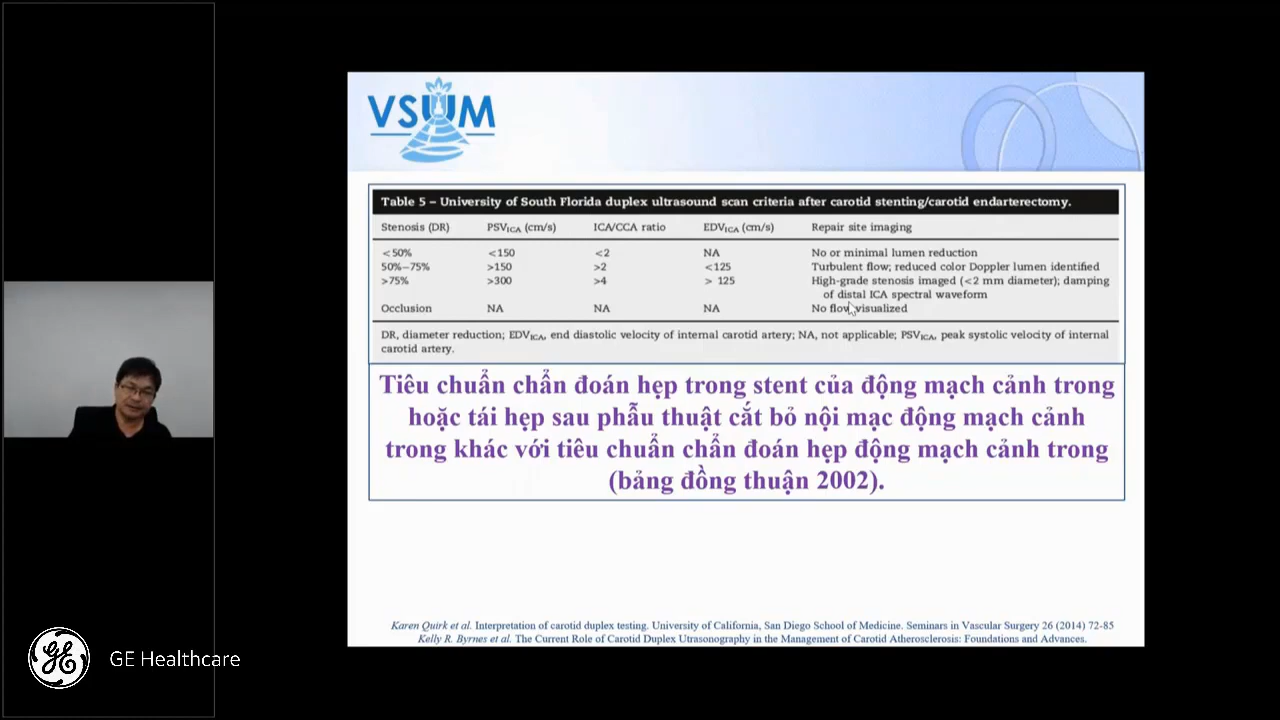 VSUM
Table 5 – University of South Florida duplex ultrasound scan criteria after carotid stenting/carotid endarterectomy.
Stenosis (DR) PSVICA (cm/s) ICA/CCA ratio EDVICA (cm/s) Repair site imaging
<50% <150 <2 NA No or minimal lumen reduction
50%–75% >150 >2 <125 Turbulent flow; reduced color Doppler lumen identified
>75% >300 >4 > 125 High-grade stenosis imaged (<2 mm diameter); damping
of distal ICA spectral waveform
Occlusion NA NA NA No flow visualized
DR, diameter reduction; EDVICA, end diastolic velocity of internal carotid artery; NA, not applicable; PSVICA, peak systolic velocity of internal
carotid artery.
Tiêu chuẩn chẩn đoán hẹp trong stent của động mạch cảnh trong
hoặc tái hẹp sau phẫu thuật cắt bỏ nội mạc động mạch cảnh
trong khác với tiêu chuẩn chẩn đoán hẹp động mạch cảnh trong
(bảng đồng thuận 2002).
Karen Quirk et al. Interpretation of carotid duplex testing. University of California, San Diego School of Medicine. Seminars in Vascular Surgery 26 (2014) 72-85
Kelly R. Byrnes et al. The Current Role of Carotid Duplex Utrasonography in the Management of Carotid Atherosclerosis: Foundations and Advances.
GE Healthcare